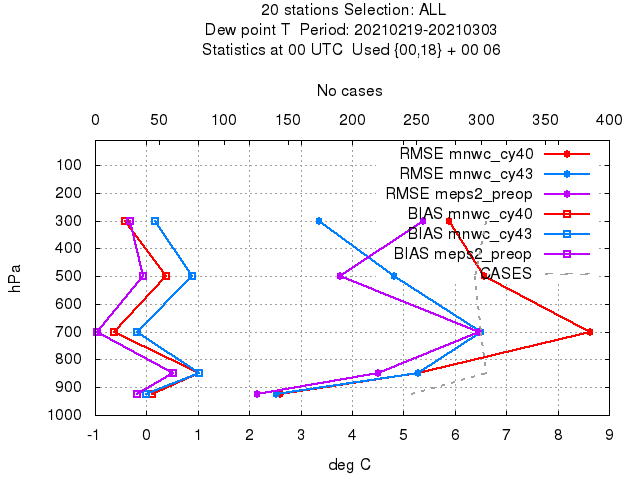 20 stations Selection: ALL
Dew point T  Period: 20210219-20210303
Statistics at 00 UTC  Used {00,18} + 00 06
No cases
0 50 100 150 200 250 300 350 400
RMSE mnwc_cy40
RMSE mnwc_cy43
RMSE meps2_preop
BIAS mnwc_cy40
BIAS mnwc_cy43
BIAS meps2_preop
CASES
hPa
100
200
300
400
500
600
700
800
900
1000
-1 0 1 2 3 4 5 6 7 8 9
deg C